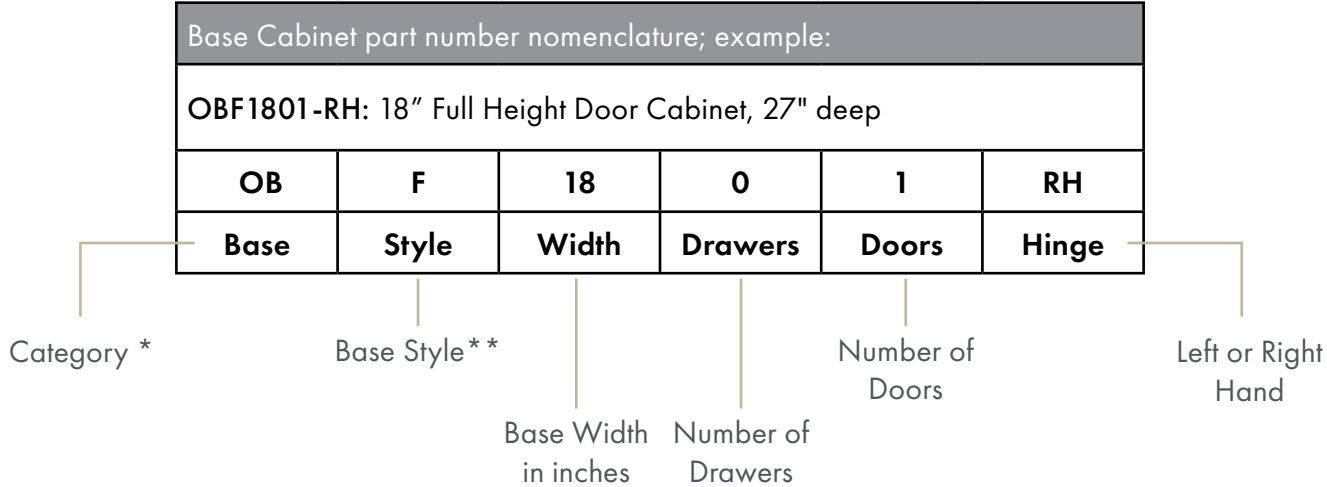 Base Cabinet part number nomenclature; example:
OBF1801-RH: 18” Full Height Door Cabinet, 27" deep
OB F 18 0 1 RH
Base Style Width Drawers Doors Hinge
Category *
Base Style**
Base Width
in inches
Number of
Drawers
Number of
Doors
Left or Right
Hand